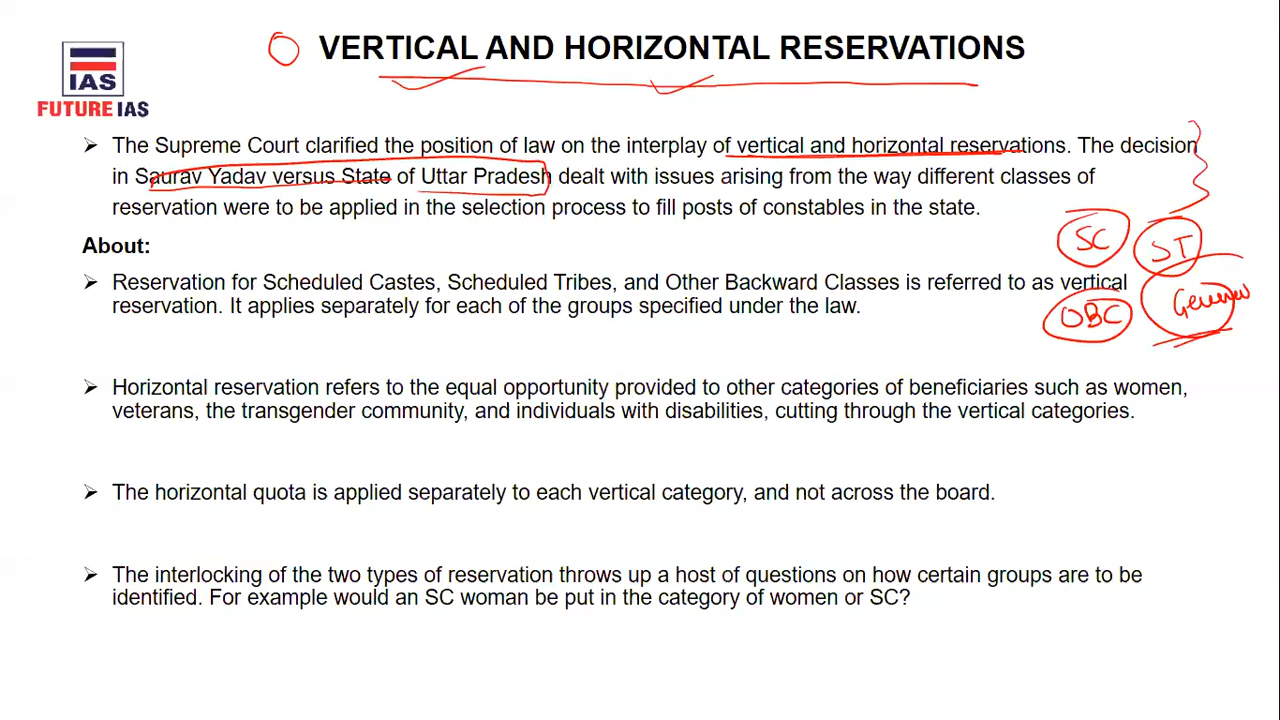 VERTICAL AND HORIZONTAL RESERVATIONS
IAS
FUTURE IAS
➢ The Supreme Court clarified the position of law on the interplay of vertical and horizontal reservations. The decision
in Saurav Yadav versus State of Uttar Pradesh dealt with issues arising from the way different classes of
reservation were to be applied in the selection process to fill posts of constables in the state.
SC
ST
About:
➢ Reservation for Scheduled Castes, Scheduled Tribes, and Other Backward Classes is referred to as vertical
reservation. It applies separately for each of the groups specified under the law.
OBC
➢ Horizontal reservation refers to the equal opportunity provided to other categories of beneficiaries such as women,
veterans, the transgender community, and individuals with disabilities, cutting through the vertical categories.
➢ The horizontal quota is applied separately to each vertical category, and not across the board.
➢ The interlocking of the two types of reservation throws up a host of questions on how certain groups are to be
identified. For example would an SC woman be put in the category of women or SC?